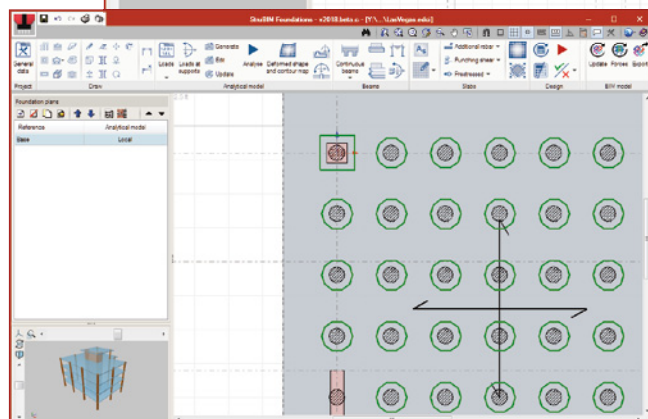 StruBIM Foundations - v2018.beta.c - [Y:\...\LasVegas.edic]
General data
Loads
Loads at supports
Generate
Edit
Update
Analyse
Deformed shape and contour map
Continuous beams
Additional rebar
Punching shear
Prestressed
Update
Forces
Export
Project
Draw
Analytical model
Beams
Slabs
Design
BIM model
Foundation plans
Reference
Analytical model
Base
Local